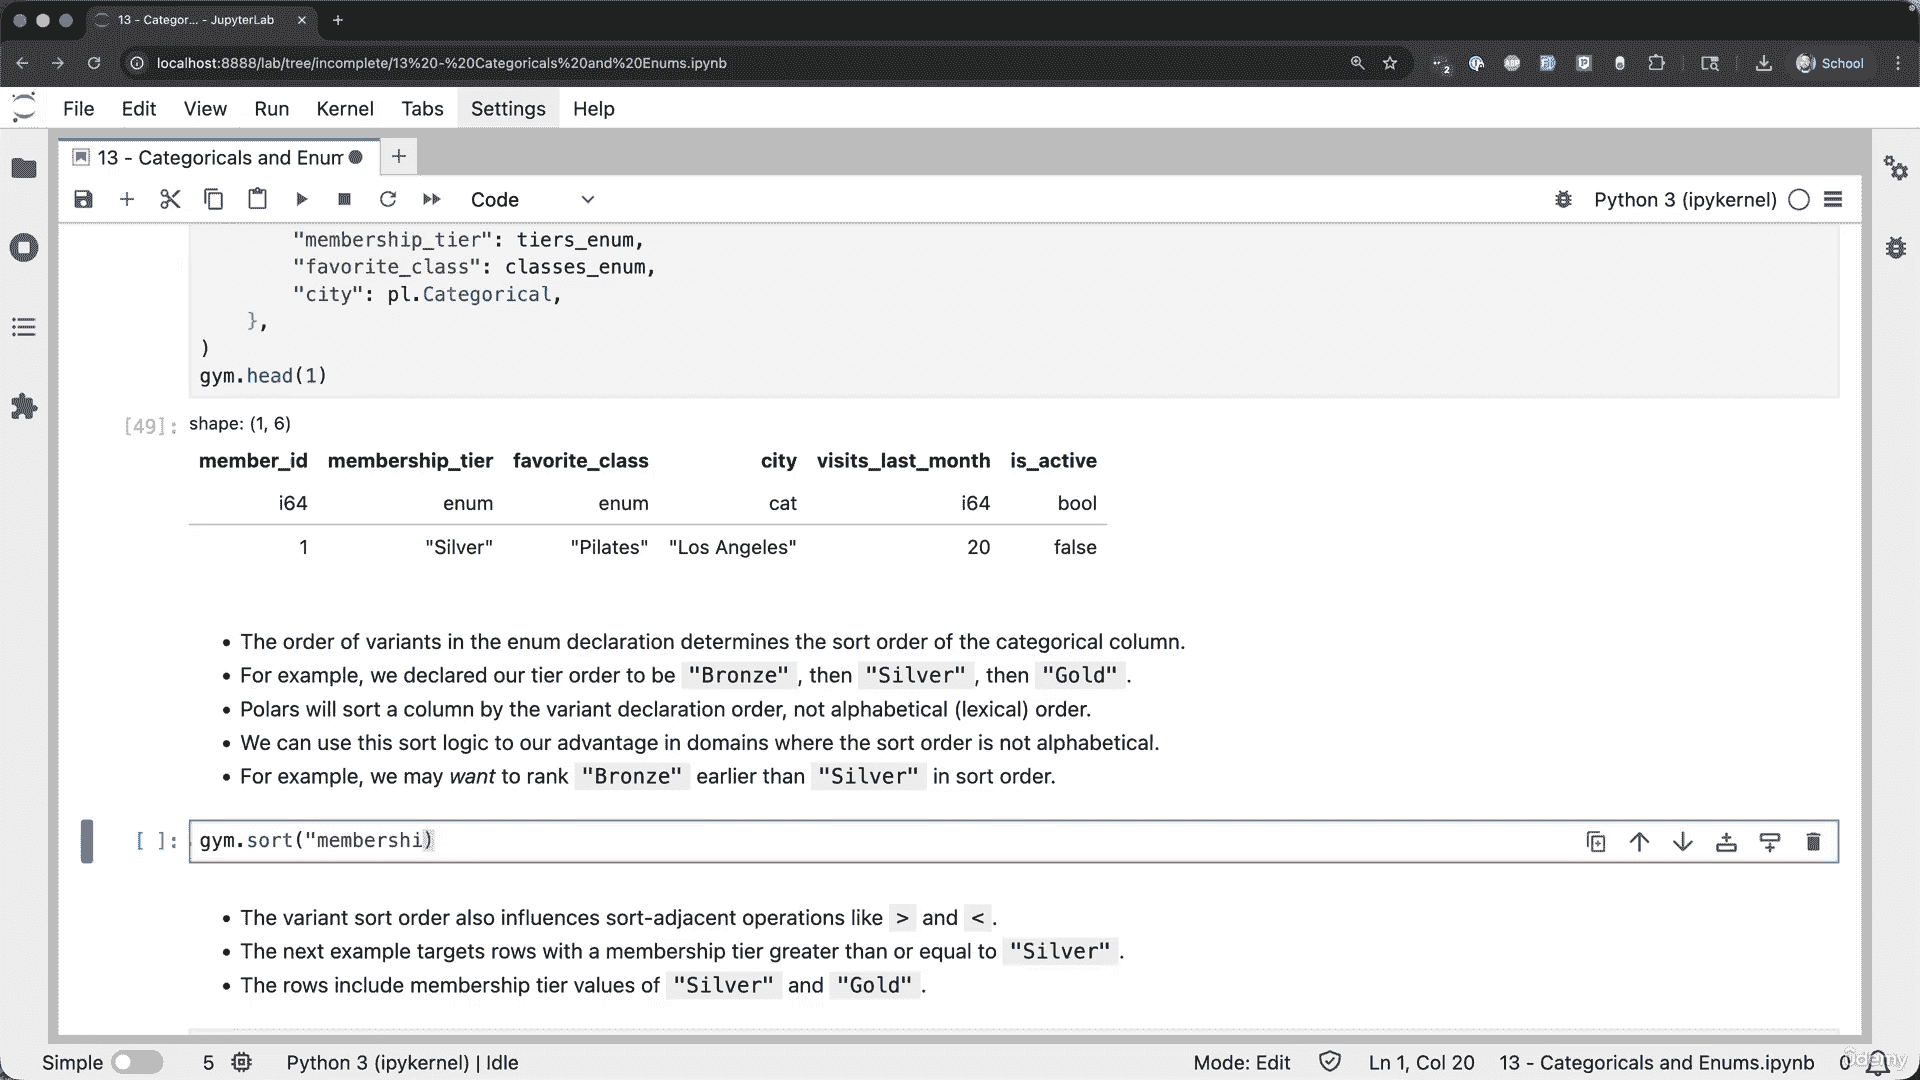 13 - Categor... - JupyterLab
localhost:8888/lab/tree/incomplete/13%20-%20Categoricals%20and%20Enums.ipynb
2
ABP
School
File Edit View Run Kernel Tabs Settings Help
13 - Categoricals and Enum
Code
Python 3 (ipykernel)
"membership_tier": tiers_enum,
"favorite_class": classes_enum,
"city": pl.Categorical,
},
)
gym.head(1)
[49]: shape: (1, 6)
member_id membership_tier favorite_class city visits_last_month is_active
i64 enum enum cat i64 bool
1 "Silver" "Pilates" "Los Angeles" 20 false
• The order of variants in the enum declaration determines the sort order of the categorical column.
• For example, we declared our tier order to be "Bronze" , then "Silver" , then "Gold" .
• Polars will sort a column by the variant declaration order, not alphabetical (lexical) order.
• We can use this sort logic to our advantage in domains where the sort order is not alphabetical.
• For example, we may want to rank "Bronze" earlier than "Silver" in sort order.
[ ]: gym.sort("membershi)
• The variant sort order also influences sort-adjacent operations like > and < .
• The next example targets rows with a membership tier greater than or equal to "Silver" .
• The rows include membership tier values of "Silver" and "Gold" .
Simple 5 Python 3 (ipykernel) | Idle Mode: Edit Ln 1, Col 20 13 - Categoricals and Enums.ipynb 0
Udemy